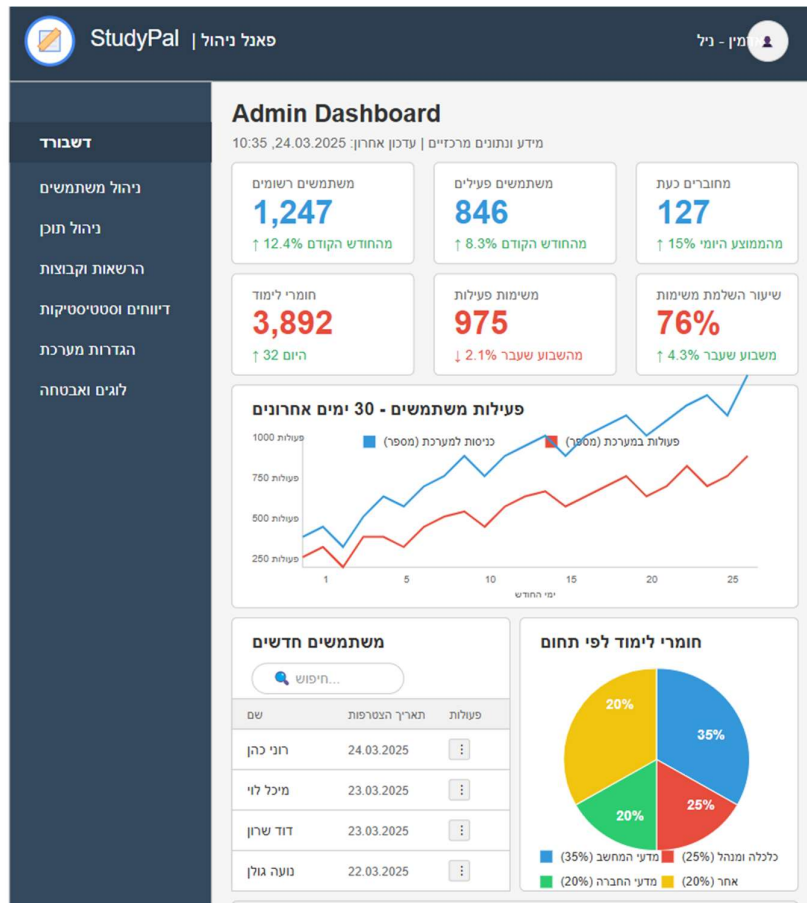 StudyPal | פאנל ניהול
מין - ניל
דשבורד
ניהול משתמשים
ניהול תוכן
הרשאות וקבוצות
דיווחים וסטטיסטיקות
הגדרות מערכת
לוגים ואבטחה
Admin Dashboard
מידע ונתונים מרכזיים | עדכון אחרון: 24.03.2025, 10:35
משתמשים רשומים
1,247
↑ 12.4% מהחודש הקודם
משתמשים פעילים
846
↑ 8.3% מהחודש הקודם
מחוברים כעת
127
↑ 15% מהממוצע היומי
חומרי לימוד
3,892
↑ 32 היום
משימות פעילות
975
↓ 2.1% מהשבוע שעבר
שיעור השלמת משימות
76%
↑ 4.3% משבוע שעבר
פעילות משתמשים - 30 ימים אחרונים
כניסות למערכת (מספר)
פעולות במערכת (מספר)
1000 פעולות
750 פעולות
500 פעולות
250 פעולות
1 5 10 15 20 25
ימי החודש
משתמשים חדשים
חיפוש...
שם תאריך הצטרפות פעולות
רוני כהן 24.03.2025
מיכל לוי 23.03.2025
דוד שרון 23.03.2025
נועה גולן 22.03.2025
חומרי לימוד לפי תחום
20%
35%
25%
20%
מדעי המחשב (35%) כלכלה ומנהל (25%)
מדעי החברה (20%) אחר (20%)